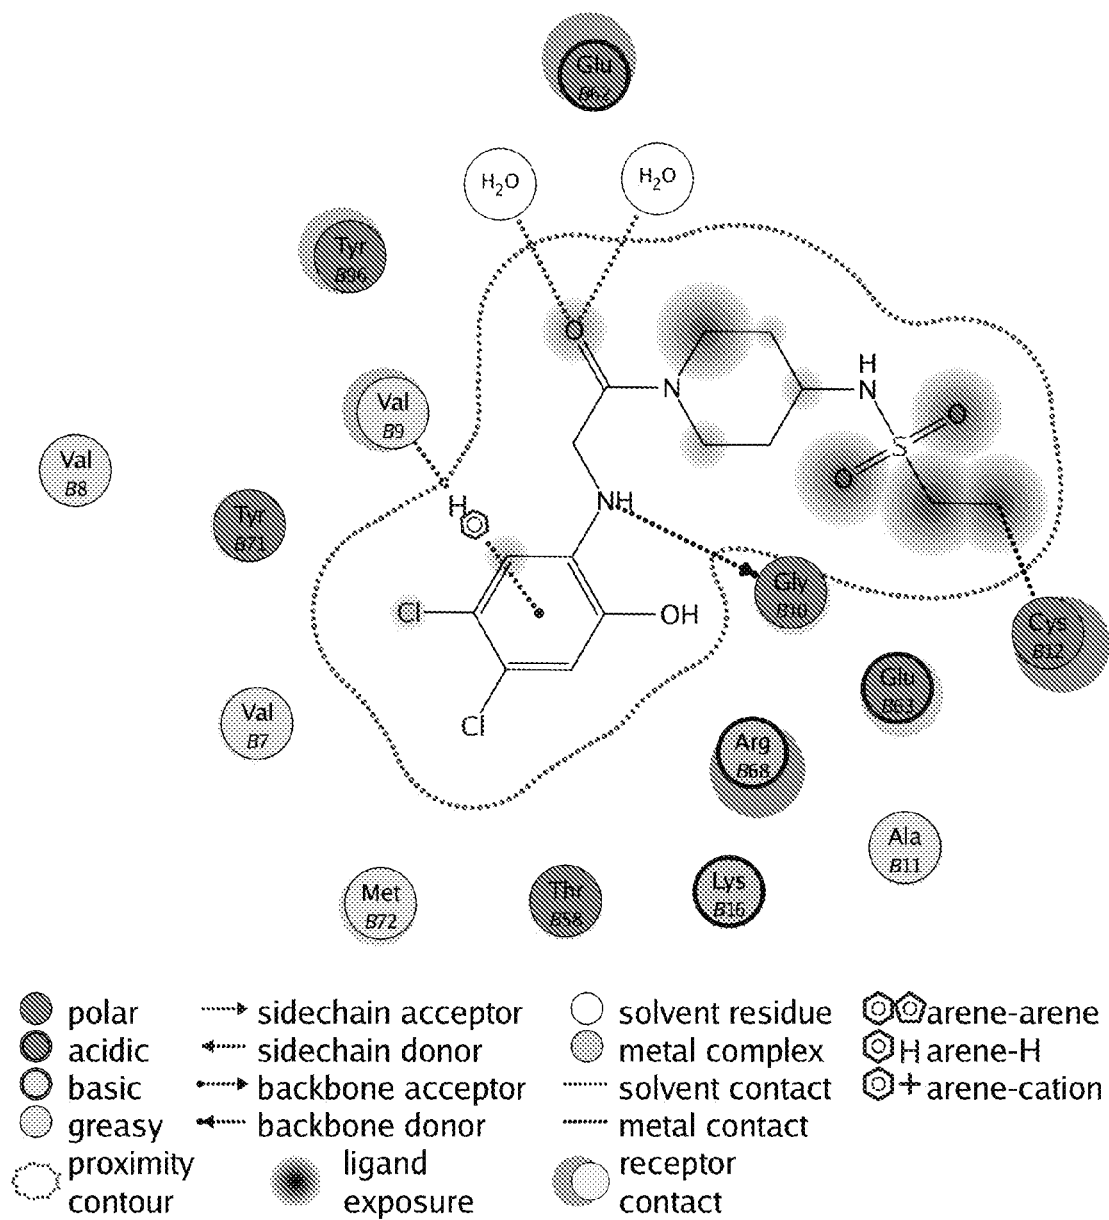 Glu
B62
H₂O
H₂O
Tyr
B96
O
H
N
N
O
S
O
Val
B9
Val
B8
H
NH
Tyr
B71
Gly
B10
Cl
OH
Cys
B12
Glu
B63
Val
B7
Cl
Arg
B68
Ala
B11
Met
B72
Thr
B58
Lys
B16
polar
sidechain acceptor
solvent residue
arene-arene
acidic
sidechain donor
metal complex
H arene-H
basic
backbone acceptor
solvent contact
+ arene-cation
greasy
backbone donor
metal contact
proximity
contour
ligand
exposure
receptor
contact